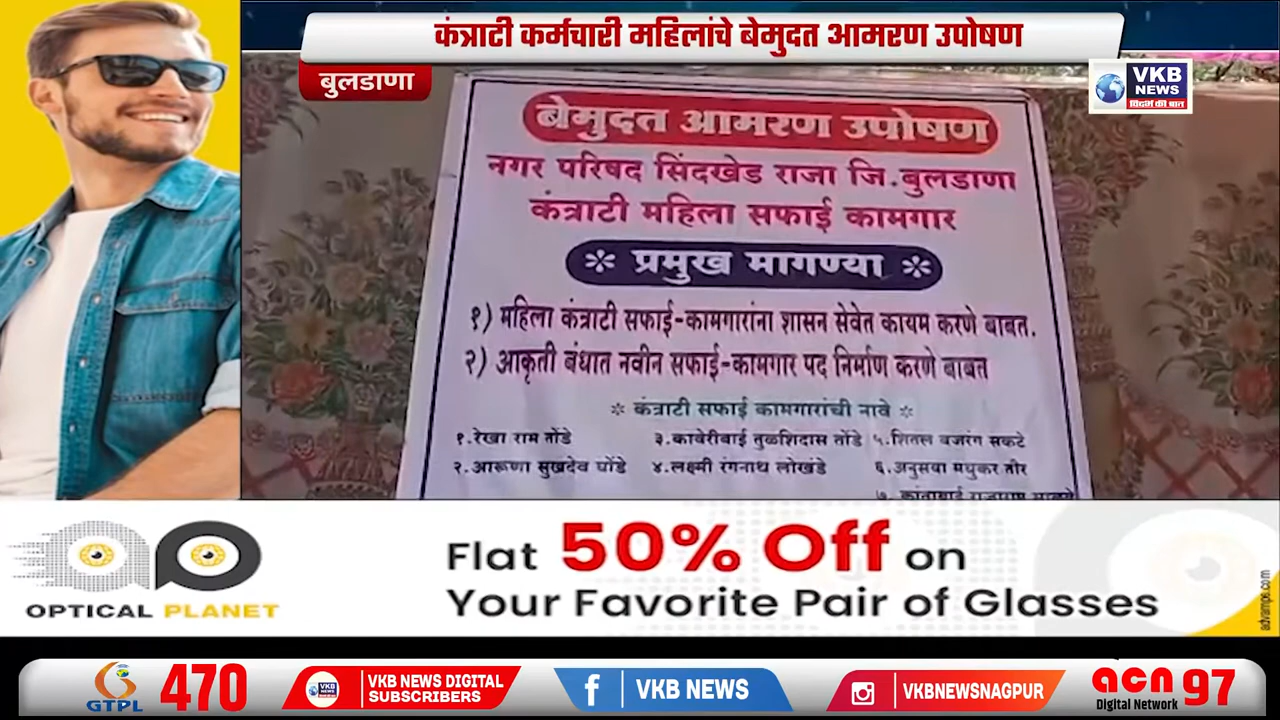 कंत्राटी कर्मचारी महिलांचे बेमुदत आमरण उपोषण
बुलडाणा
VKB
NEWS
विदर्भ की बात
बेमुदत आमरण उपोषण
नगर परिषद सिंदखेड राजा जि.बुलडाणा
कंत्राटी महिला सफाई कामगार
* प्रमुख मागण्या *
१) महिला कंत्राटी सफाई-कामगारांना शासन सेवेत कायम करणे बाबत.
२) आकृती बंधात नवीन सफाई-कामगार पद निर्माण करणे बाबत
* कंत्राटी सफाई कामगारांची नावे *
१.रेखा राम तोंडे ३.कावेरीबाई तुळशिदास तोंडे ५.शितल बजरंग सकटे
२.आरूणा सुखदेव घोंडे ४.लक्ष्मी रंगनाथ लोखंडे ६.अनुसया मधुकर तौर
OPTICAL PLANET
Flat 50% Off on
Your Favorite Pair of Glasses
advamps.com
GTPL 470
VKB NEWS DIGITAL
SUBSCRIBERS
VKB NEWS
VKBNEWSNAGPUR
acn 97
Digital Network